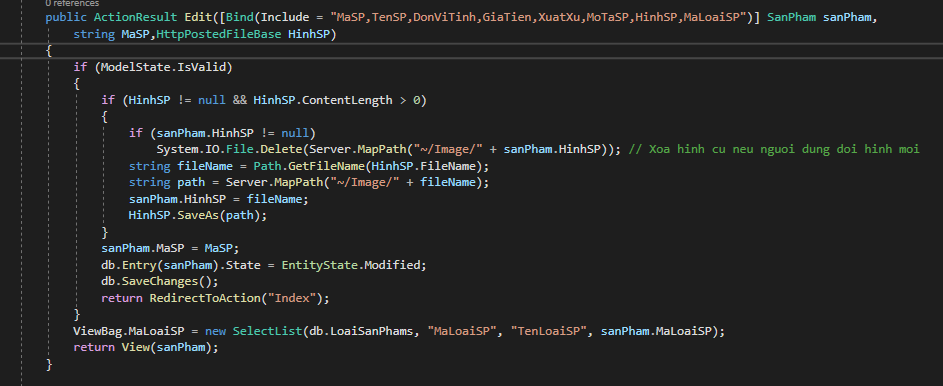 0 references
public ActionResult Edit([Bind(Include = "MaSP,TenSP,DonViTinh,GiaTien,XuatXu,MoTaSP,HinhSP,MaLoaiSP")] SanPham sanPham,
string MaSP,HttpPostedFileBase HinhSP)
{
if (ModelState.IsValid)
{
if (HinhSP != null && HinhSP.ContentLength > 0)
{
if (sanPham.HinhSP != null)
System.IO.File.Delete(Server.MapPath("~/Image/" + sanPham.HinhSP)); // Xoa hinh cu neu nguoi dung doi hinh moi
string fileName = Path.GetFileName(HinhSP.FileName);
string path = Server.MapPath("~/Image/" + fileName);
sanPham.HinhSP = fileName;
HinhSP.SaveAs(path);
}
sanPham.MaSP = MaSP;
db.Entry(sanPham).State = EntityState.Modified;
db.SaveChanges();
return RedirectToAction("Index");
}
ViewBag.MaLoaiSP = new SelectList(db.LoaiSanPhams, "MaLoaiSP", "TenLoaiSP", sanPham.MaLoaiSP);
return View(sanPham);
}